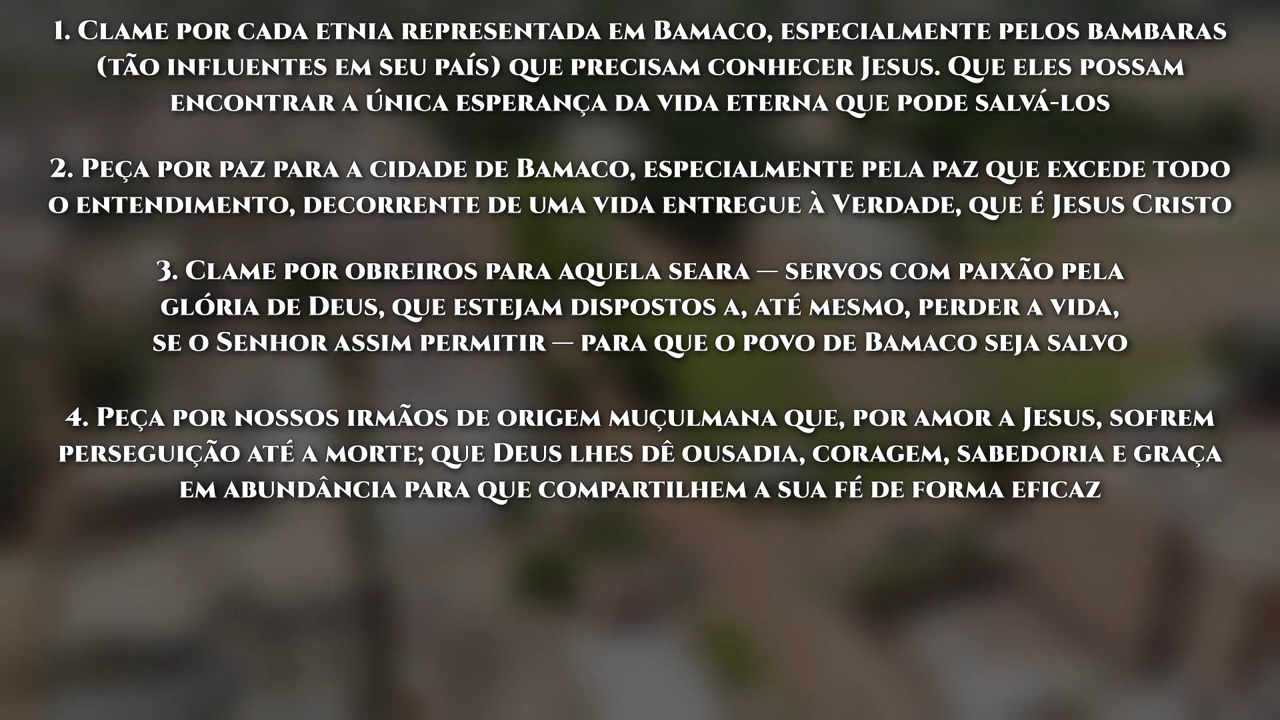 1. Clame por cada etnia representada em Bamaco, especialmente pelos bambaras
(tão influentes em seu país) que precisam conhecer Jesus. Que eles possam
encontrar a única esperança da vida eterna que pode salvá-los
2. Peça por paz para a cidade de Bamaco, especialmente pela paz que excede todo
o entendimento, decorrente de uma vida entregue à Verdade, que é Jesus Cristo
3. Clame por obreiros para aquela seara — servos com paixão pela
glória de Deus, que estejam dispostos a, até mesmo, perder a vida,
se o Senhor assim permitir — para que o povo de Bamaco seja salvo
4. Peça por nossos irmãos de origem muçulmana que, por amor a Jesus, sofrem
perseguição até a morte; que Deus lhes dê ousadia, coragem, sabedoria e graça
em abundância para que compartilhem a sua fé de forma eficaz